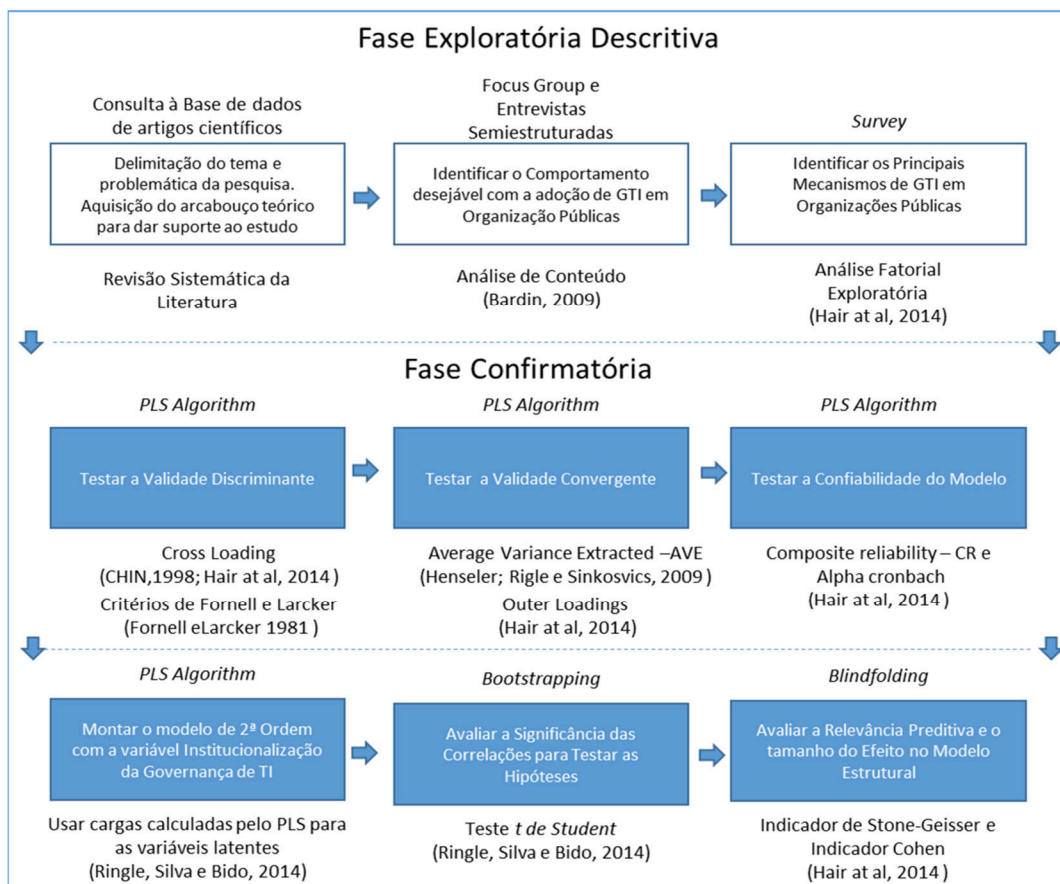 Fase Exploratória Descritiva
Consulta à Base de dados
de artigos científicos
Delimitação do tema e
problemática da pesquisa.
Aquisição do arcabouço teórico
para dar suporte ao estudo
Revisão Sistemática da
Literatura
Focus Group e
Entrevistas
Semiestruturadas
Identificar o Comportamento
desejável com a adoção de GTI em
Organização Públicas
Análise de Conteúdo
(Bardin, 2009)
Survey
Identificar os Principais
Mecanismos de GTI em
Organizações Públicas
Análise Fatorial
Exploratória
(Hair at al, 2014)
Fase Confirmatória
PLS Algorithm
Testar a Validade Discriminante
Cross Loading
(CHIN,1998; Hair at al, 2014 )
Critérios de Fornell e Larcker
(Fornell eLarcker 1981 )
PLS Algorithm
Testar a Validade Convergente
Average Variance Extracted –AVE
(Henseler; Rigle e Sinkosvics, 2009 )
Outer Loadings
(Hair at al, 2014)
PLS Algorithm
Testar a Confiabilidade do Modelo
Composite reliability – CR e
Alpha cronbach
(Hair at al, 2014 )
PLS Algorithm
Montar o modelo de 2ª Ordem
com a variável Institucionalização
da Governança de TI
Usar cargas calculadas pelo PLS para
as variáveis latentes
(Ringle, Silva e Bido, 2014)
Bootstrapping
Avaliar a Significância das
Correlações para Testar as
Hipóteses
Teste t de Student
(Ringle, Silva e Bido, 2014)
Blindfolding
Avaliar a Relevância Preditiva e o
tamanho do Efeito no Modelo
Estrutural
Indicador de Stone-Geisser e
Indicador Cohen
(Hair at al, 2014 )